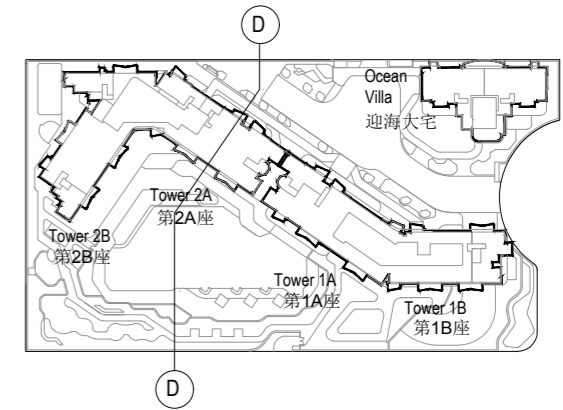 D
Ocean
Villa
迎海大宅
Tower 2A
第2A座
Tower 2B
第2B座
Tower 1A
第1A座
Tower 1B
第1B座
D